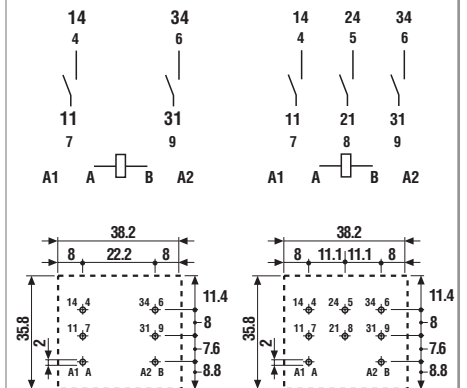 14 34 14 24 34
4 6 4 5 6
11 31 11 21 31
7 9 7 8 9
A1 A B A2 A1 A B A2
38.2 38.2
8 22.2 8 8 11.1 11.1 8
11.4 11.4
14 4 34 6 14 4 24 5 34 6
35.8 8 35.8 8
11 7 31 9 11 7 21 8 31 9
2 7.6 2 7.6
A1 A A2 B A1 A A2 B
8.8 8.8